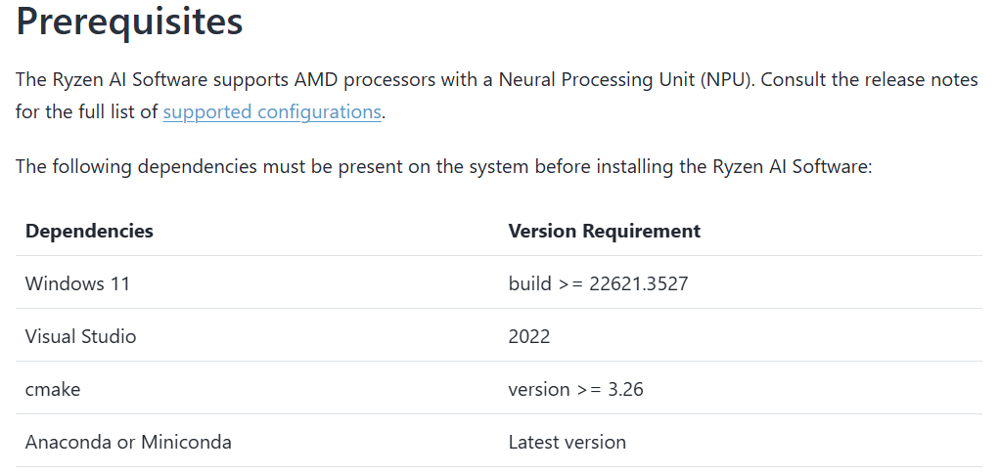 Prerequisites
The Ryzen AI Software supports AMD processors with a Neural Processing Unit (NPU). Consult the release notes
for the full list of supported configurations.
The following dependencies must be present on the system before installing the Ryzen AI Software:
Dependencies Version Requirement
Windows 11 build >= 22621.3527
Visual Studio 2022
cmake version >= 3.26
Anaconda or Miniconda Latest version